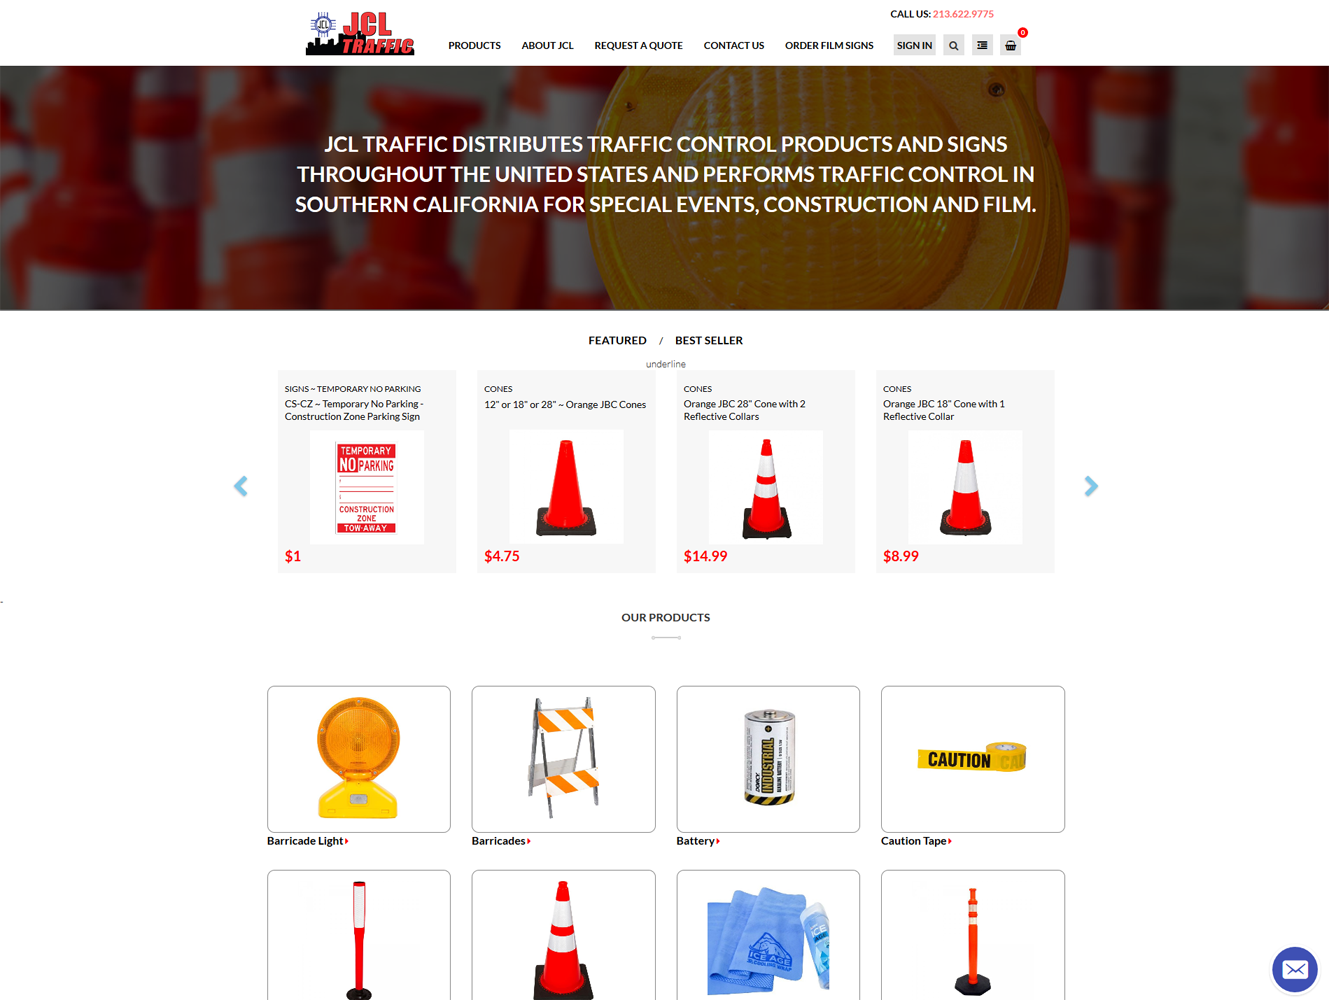 CALL US: 213.622.9775
JCL
JCL
TRAFFIC
PRODUCTS
ABOUT JCL
REQUEST A QUOTE
CONTACT US
ORDER FILM SIGNS
SIGN IN
0
JCL TRAFFIC DISTRIBUTES TRAFFIC CONTROL PRODUCTS AND SIGNS
THROUGHOUT THE UNITED STATES AND PERFORMS TRAFFIC CONTROL IN
SOUTHERN CALIFORNIA FOR SPECIAL EVENTS, CONSTRUCTION AND FILM.
FEATURED / BEST SELLER
underline
SIGNS ~ TEMPORARY NO PARKING
CS-CZ ~ Temporary No Parking -
Construction Zone Parking Sign
TEMPORARY
NO PARKING
CONSTRUCTION
ZONE
TOW-AWAY
$1
CONES
12" or 18" or 28" ~ Orange JBC Cones
$4.75
CONES
Orange JBC 28" Cone with 2
Reflective Collars
$14.99
CONES
Orange JBC 18" Cone with 1
Reflective Collar
$8.99
-
OUR PRODUCTS
Barricade Light
Barricades
DORCY
INDUSTRIAL
Battery
CAUTION CAU
Caution Tape
ICE AGE
ICE
AGE